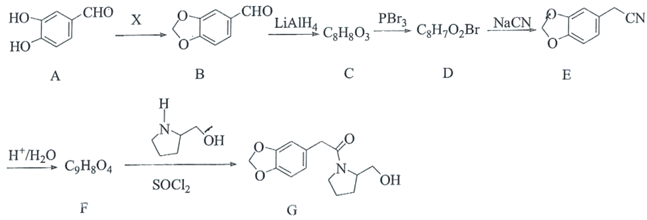 HO HO CHO X O O CHO LiAlH4 C8H8O3 PBr3 C8H7O2Br NaCN O O CN
A B C D E
H+/H2O C9H8O4 H N OH SOCl2 O O O N OH
F G